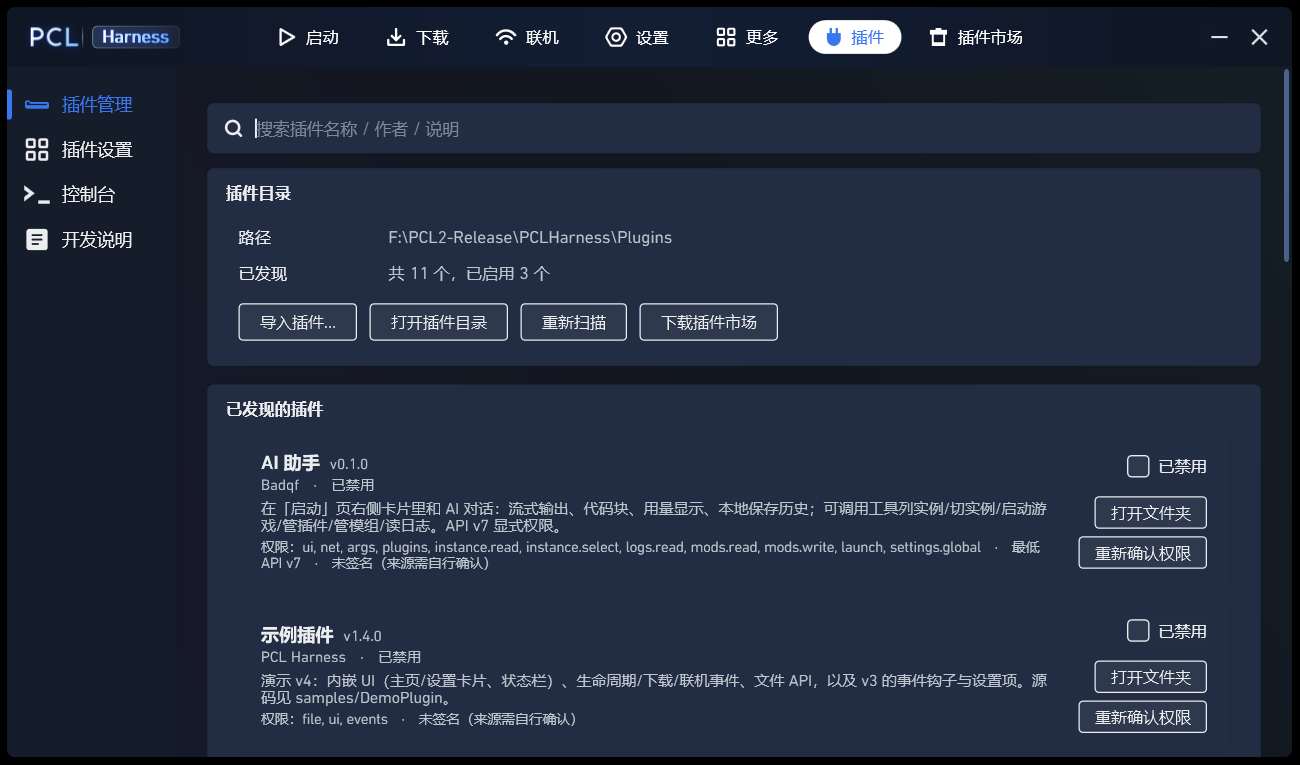 PCL Harness 启动 下载 联机 设置 更多 插件 插件市场
插件管理
插件设置
控制台
开发说明
搜索插件名称 / 作者 / 说明
插件目录
路径 F:\PCL2-Release\PCLHarness\Plugins
已发现 共 11 个，已启用 3 个
导入插件... 打开插件目录 重新扫描 下载插件市场
已发现的插件
AI 助手 v0.1.0 已禁用
Badqf · 已禁用
在「启动」页右侧卡片里和 AI 对话：流式输出、代码块、用量显示、本地保存历史；可调用工具列实例/切实例/启动游
戏/管插件/管模组/读日志。API v7 显式权限。
打开文件夹
权限：ui, net, args, plugins, instance.read, instance.select, logs.read, mods.read, mods.write, launch, settings.global · 最低
API v7 · 未签名（来源需自行确认）
重新确认权限
示例插件 v1.4.0 已禁用
PCL Harness · 已禁用
演示 v4：内嵌 UI（主页/设置卡片、状态栏）、生命周期/下载/联机事件、文件 API，以及 v3 的事件钩子与设置项。源
码见 samples/DemoPlugin。
打开文件夹
权限：file, ui, events · 未签名（来源需自行确认）
重新确认权限